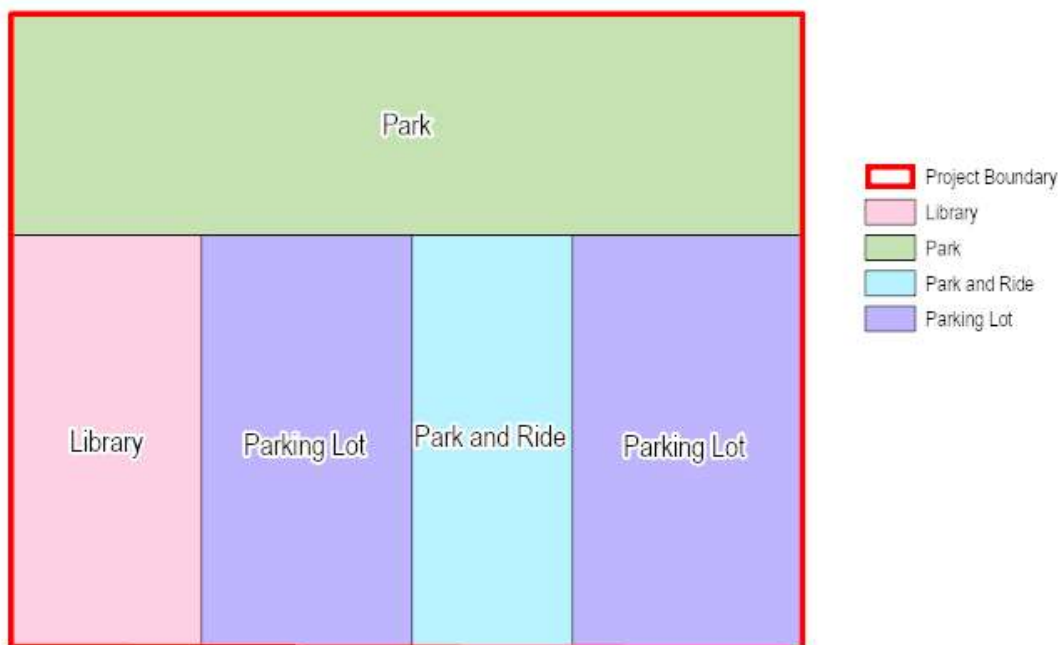 Park
Library
Parking Lot
Park and Ride
Parking Lot
Project Boundary
Library
Park
Park and Ride
Parking Lot